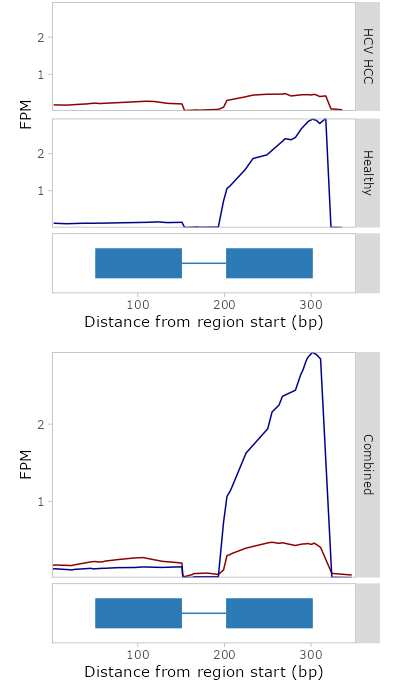 2
1
HCV HCC
FPM
2
1
Healthy
100 200 300
Distance from region start (bp)
2
1
FPM
Combined
100 200 300
Distance from region start (bp)